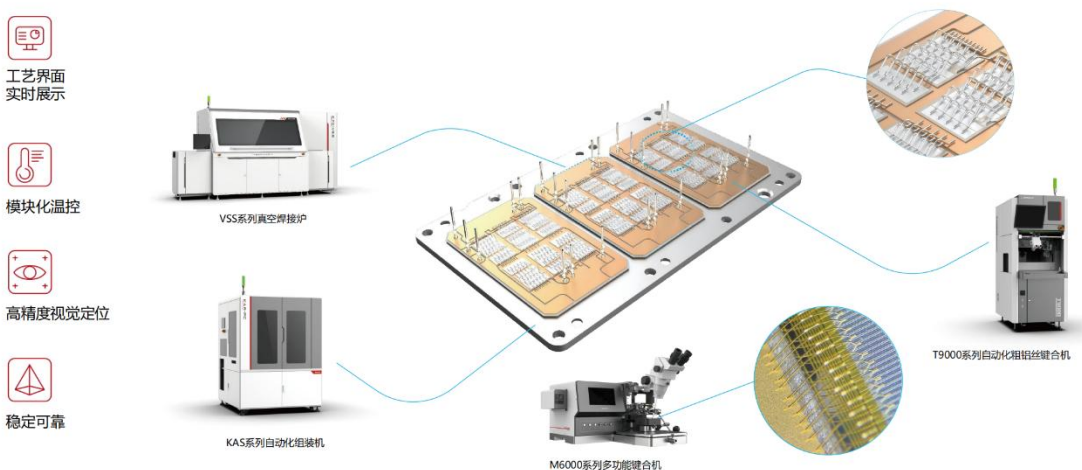 工艺界面
实时展示
模块化温控
高精度视觉定位
稳定可靠
VSS系列真空焊接炉
KAS系列自动化组装机
M6000系列多功能键合机
T9000系列自动化粗铝丝键合机